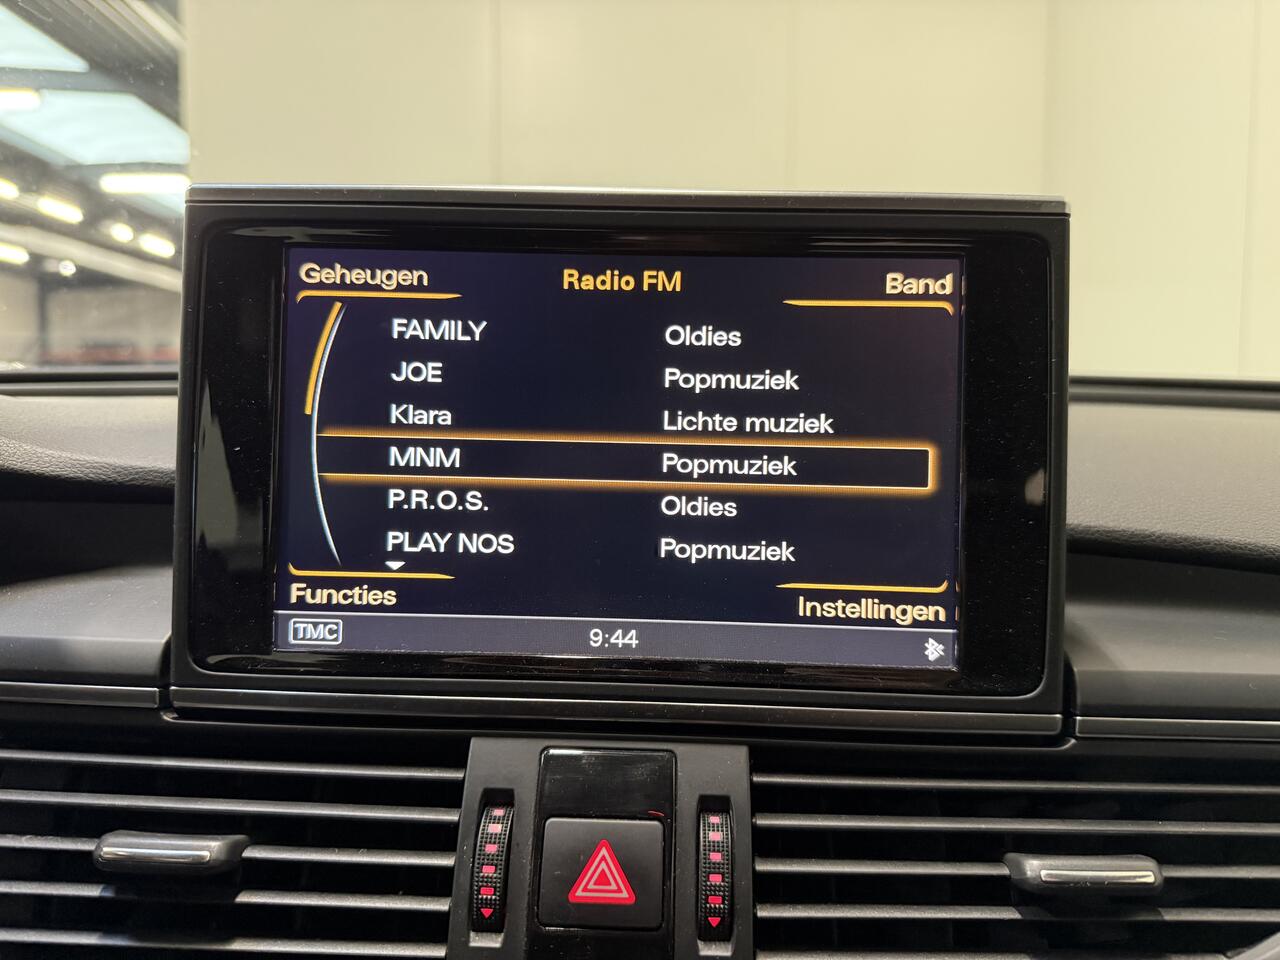 Geheugen Radio FM Band
FAMILY Oldies
JOE Popmuziek
Klara Lichte muziek
MNM Popmuziek
P.R.O.S. Oldies
PLAY NOS Popmuziek
Functies Instellingen
TMC 9:44